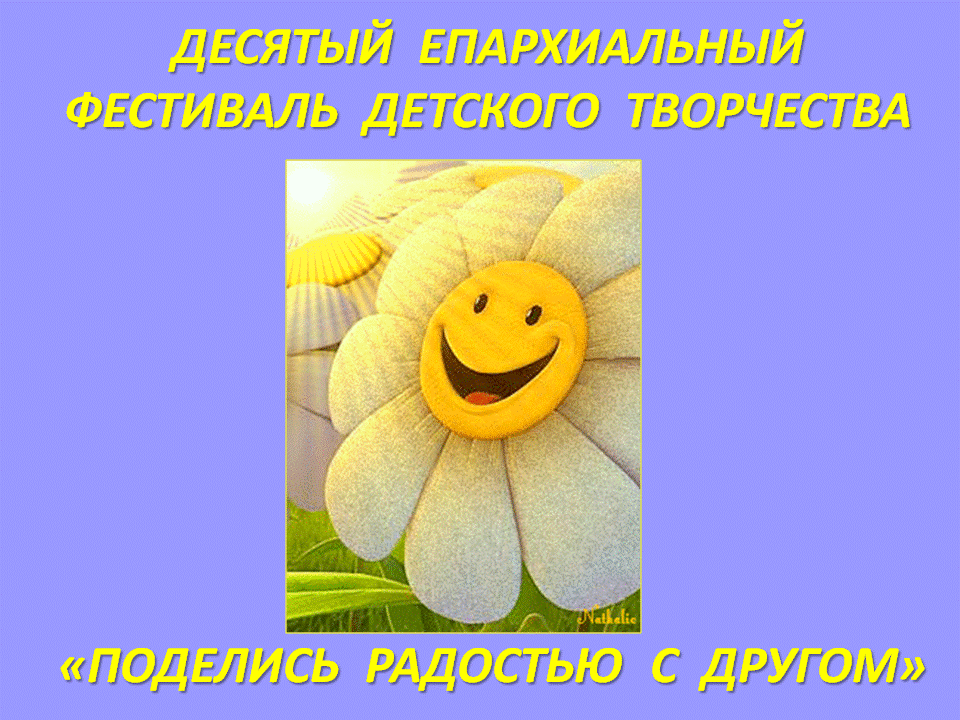 ДЕСЯТЫЙ ЕПАРХИАЛЬНЫЙ
ФЕСТИВАЛЬ ДЕТСКОГО ТВОРЧЕСТВА
Nathalie
«ПОДЕЛИСЬ РАДОСТЬЮ С ДРУГОМ»